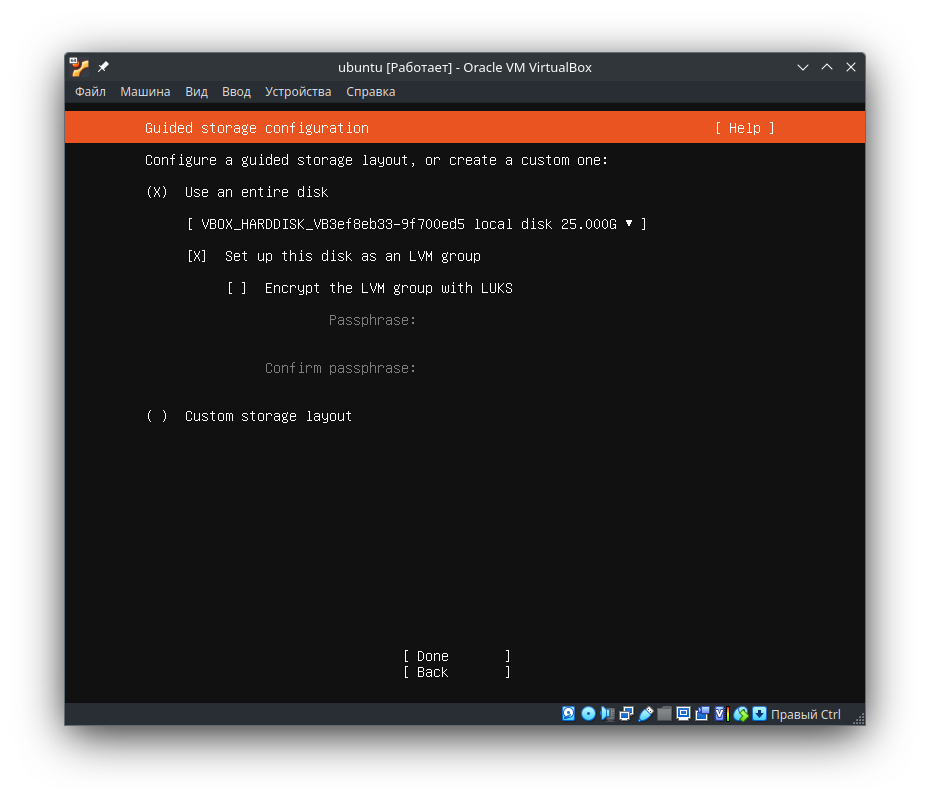 ubuntu [Работает] - Oracle VM VirtualBox
Файл Машина Вид Ввод Устройства Справка
Guided storage configuration [ Help ]
Configure a guided storage layout, or create a custom one:
(X) Use an entire disk
[ VBOX_HARDDISK_VB3ef8eb33-9f700ed5 local disk 25.000G ▾ ]
[X] Set up this disk as an LVM group
[ ] Encrypt the LVM group with LUKS
Passphrase:
Confirm passphrase:
( ) Custom storage layout
[ Done ]
[ Back ]
Правый Ctrl